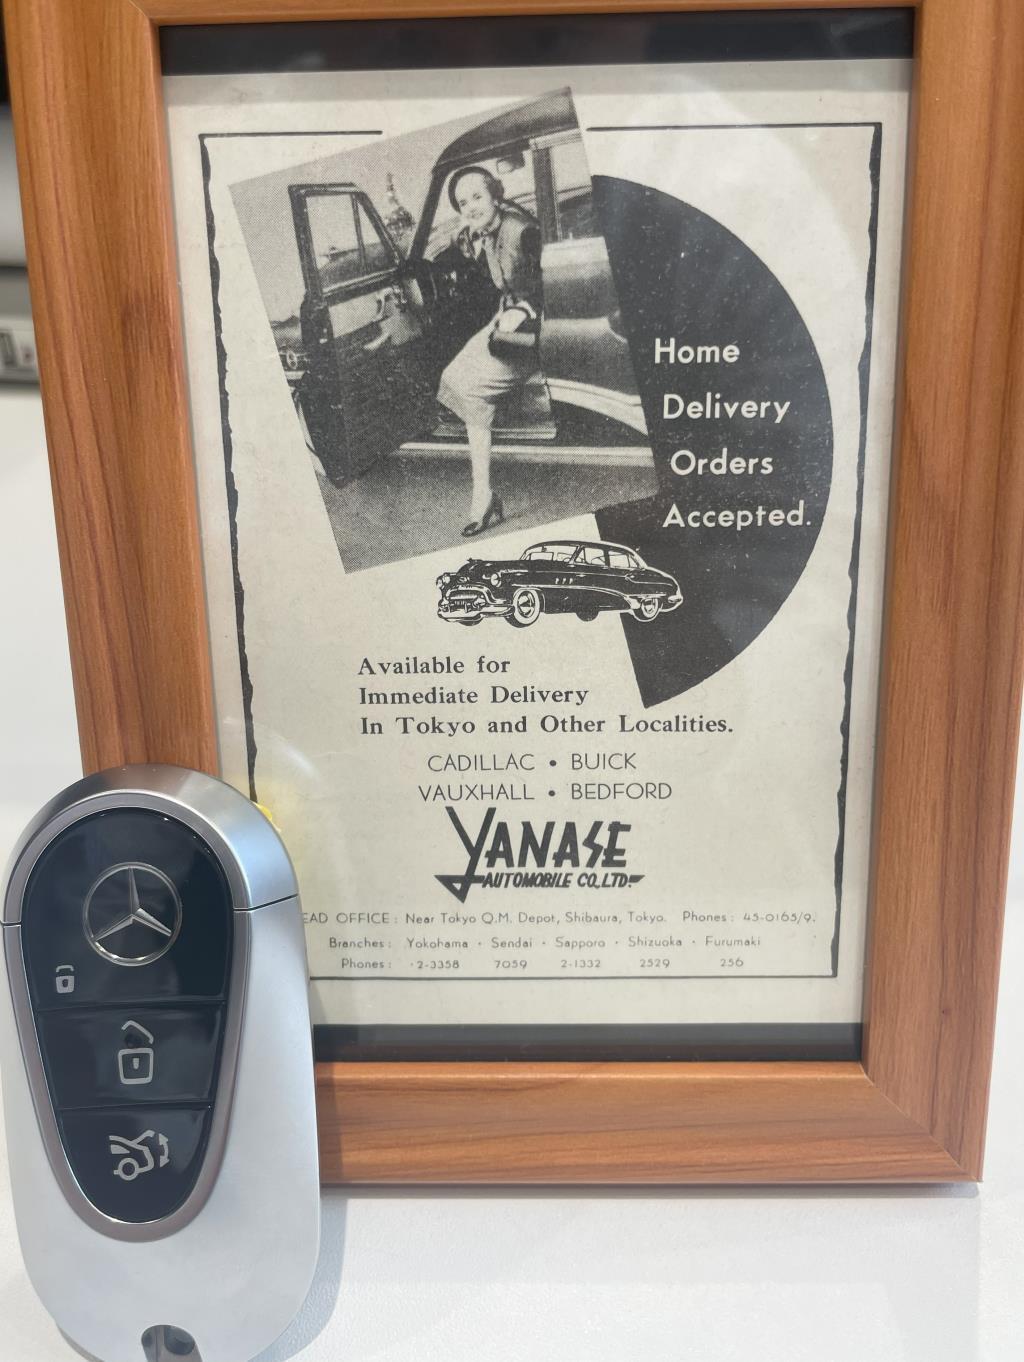 Home
Delivery
Orders
Accepted.
Available for
Immediate Delivery
In Tokyo and Other Localities.
CADILLAC • BUICK
VAUXHALL • BEDFORD
YANASE
AUTOMOBILE CO., LTD.
EAD OFFICE: Near Tokyo Q.M. Depot, Shibaura, Tokyo. Phones: 45-0165/9.
Branches: Yokohama · Sendai · Sapporo · Shizuoka · Furumaki
Phones: 2-3358 7059 2-1332 2529 256